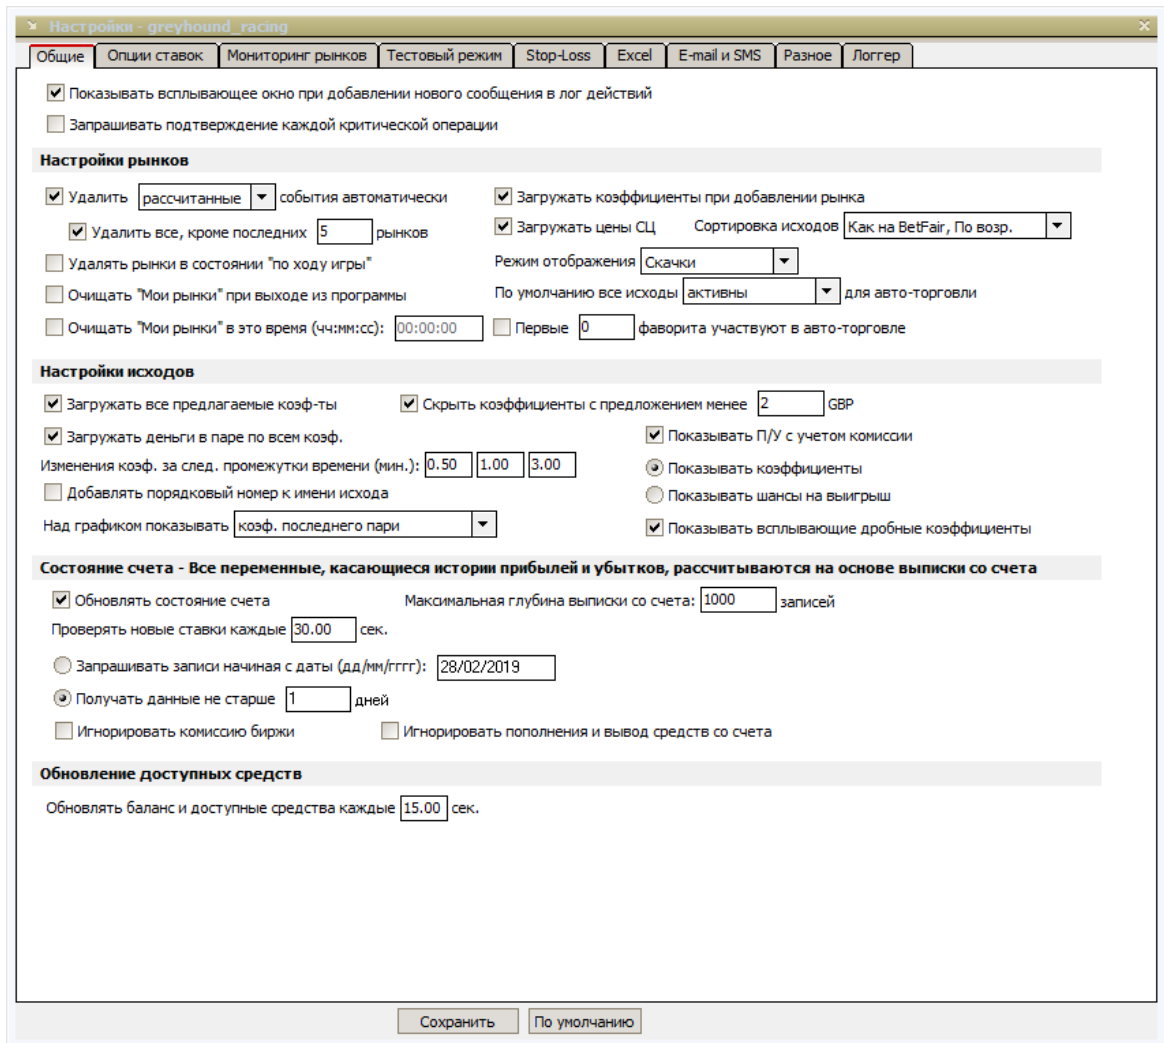 Настройки - greyhound_racing
Общие Опции ставок Мониторинг рынков Тестовый режим Stop-Loss Excel E-mail и SMS Разное Логгер
Показывать всплывающее окно при добавлении нового сообщения в лог действий
Запрашивать подтверждение каждой критической операции
Настройки рынков
Удалить рассчитанные события автоматически Загружать коэффициенты при добавлении рынка
Удалить все, кроме последних 5 рынков Загружать цены СЦ Сортировка исходов Как на BetFair, По возр.
Удалять рынки в состоянии "по ходу игры" Режим отображения Скачки
Очищать "Мои рынки" при выходе из программы По умолчанию все исходы активны для авто-торговли
Очищать "Мои рынки" в это время (чч:мм:сс): 00:00:00 Первые 0 фаворита участвуют в авто-торговле
Настройки исходов
Загружать все предлагаемые коэф-ты Скрыть коэффициенты с предложением менее 2 GBP
Загружать деньги в паре по всем коэф. Показывать П/У с учетом комиссии
Изменения коэф. за след. промежутки времени (мин.): 0.50 1.00 3.00 Показывать коэффициенты
Добавлять порядковый номер к имени исхода Показывать шансы на выигрыш
Над графиком показывать коэф. последнего пари Показывать всплывающие дробные коэффициенты
Состояние счета - Все переменные, касающиеся истории прибылей и убытков, рассчитываются на основе выписки со счета
Обновлять состояние счета Максимальная глубина выписки со счета: 1000 записей
Проверять новые ставки каждые 30.00 сек.
Запрашивать записи начиная с даты (дд/мм/гггг): 28/02/2019
Получать данные не старше 1 дней
Игнорировать комиссию биржи Игнорировать пополнения и вывод средств со счета
Обновление доступных средств
Обновлять баланс и доступные средства каждые 15.00 сек.
Сохранить По умолчанию